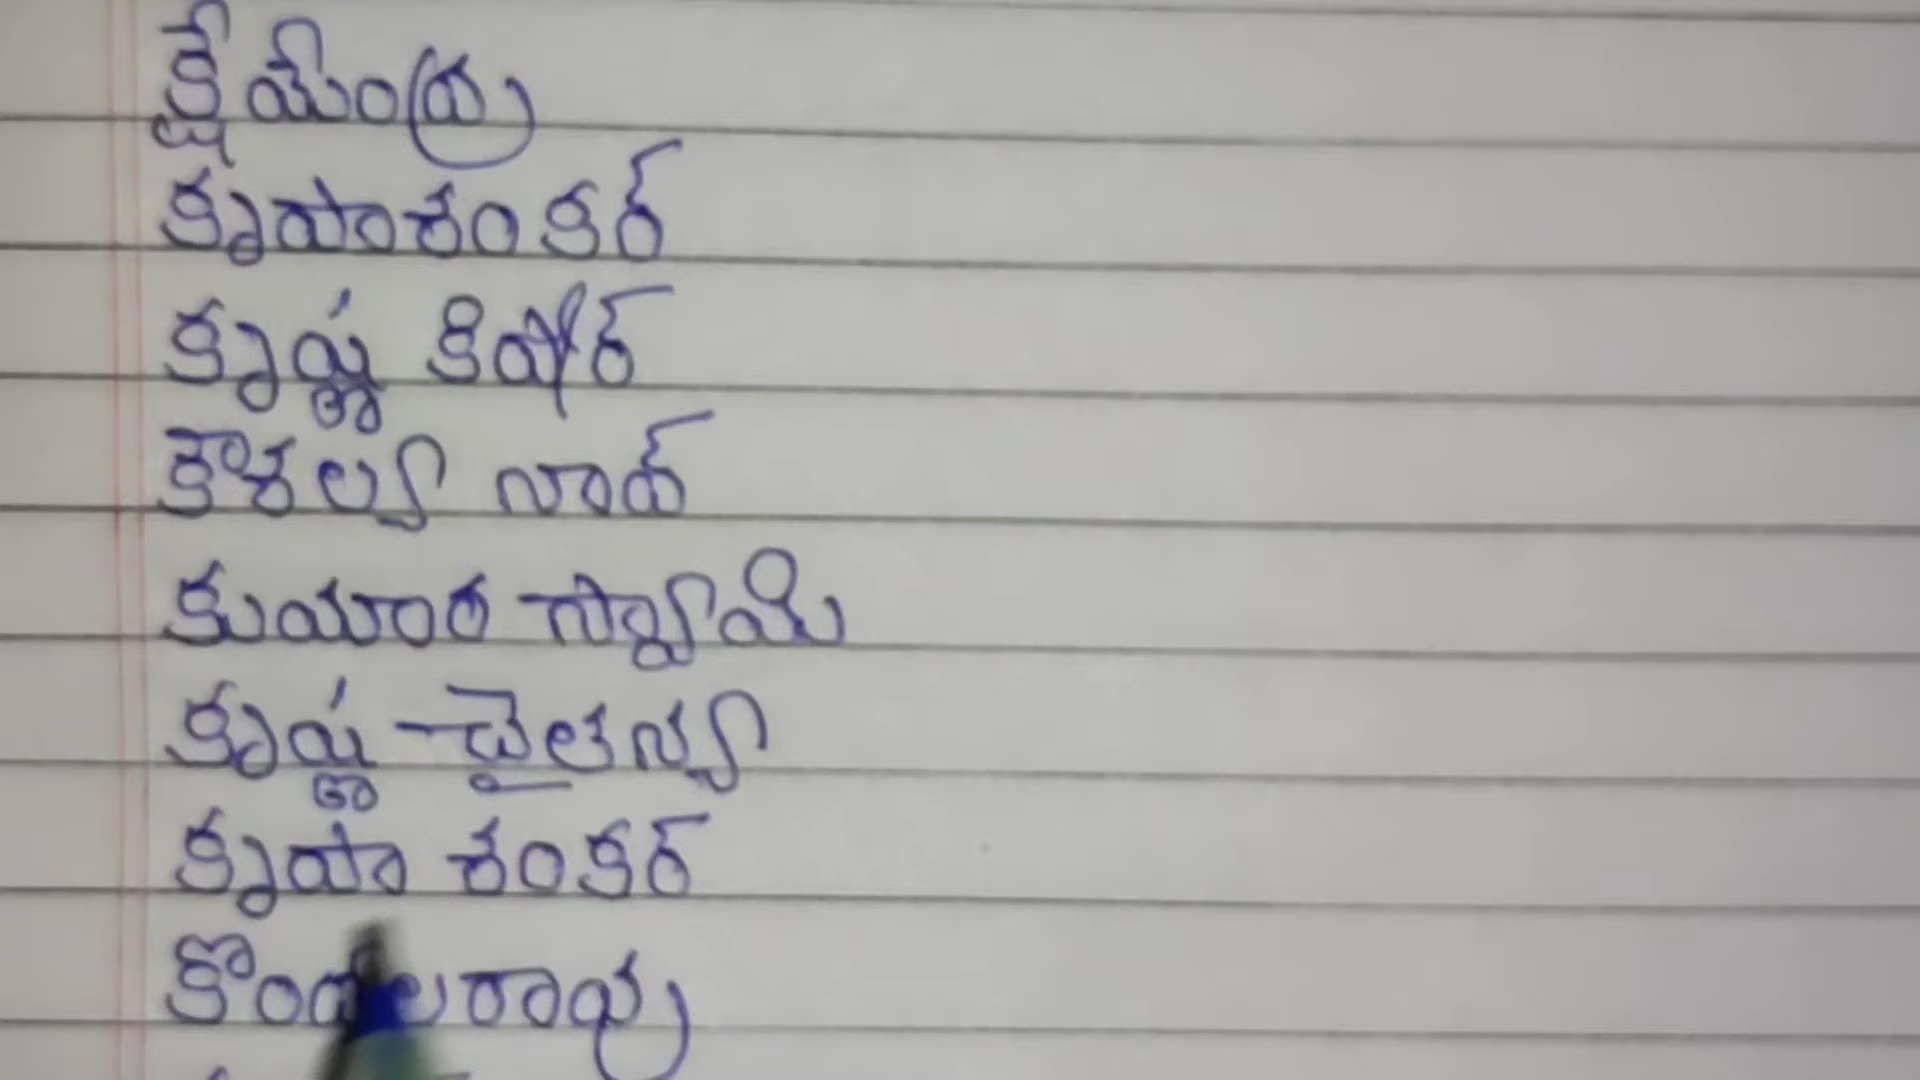 క్షేమేంద్ర
కృపాశంకర్
కృష్ణ కిషోర్
కౌశల్య నాథ్
కుమార స్వామి
కృష్ణ చైతన్య
కృపా శంకర్